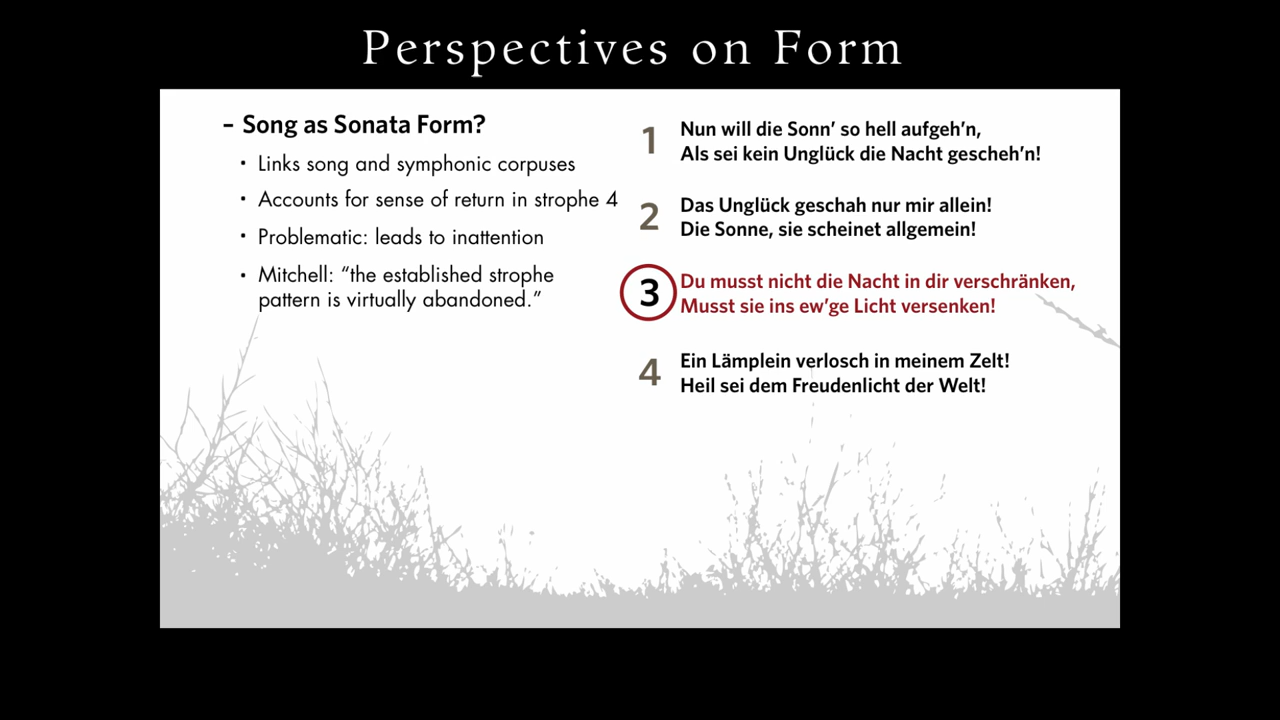 Perspectives on Form
– Song as Sonata Form?
· Links song and symphonic corpuses
· Accounts for sense of return in strophe 4
· Problematic: leads to inattention
· Mitchell: “the established strophe
pattern is virtually abandoned.”
1 Nun will die Sonn’ so hell aufgeh’n,
Als sei kein Unglück die Nacht gescheh’n!
2 Das Unglück geschah nur mir allein!
Die Sonne, sie scheinet allgemein!
3 Du musst nicht die Nacht in dir verschränken,
Musst sie ins ew’ge Licht versenken!
4 Ein Lämplein verlosch in meinem Zelt!
Heil sei dem Freudenlicht der Welt!